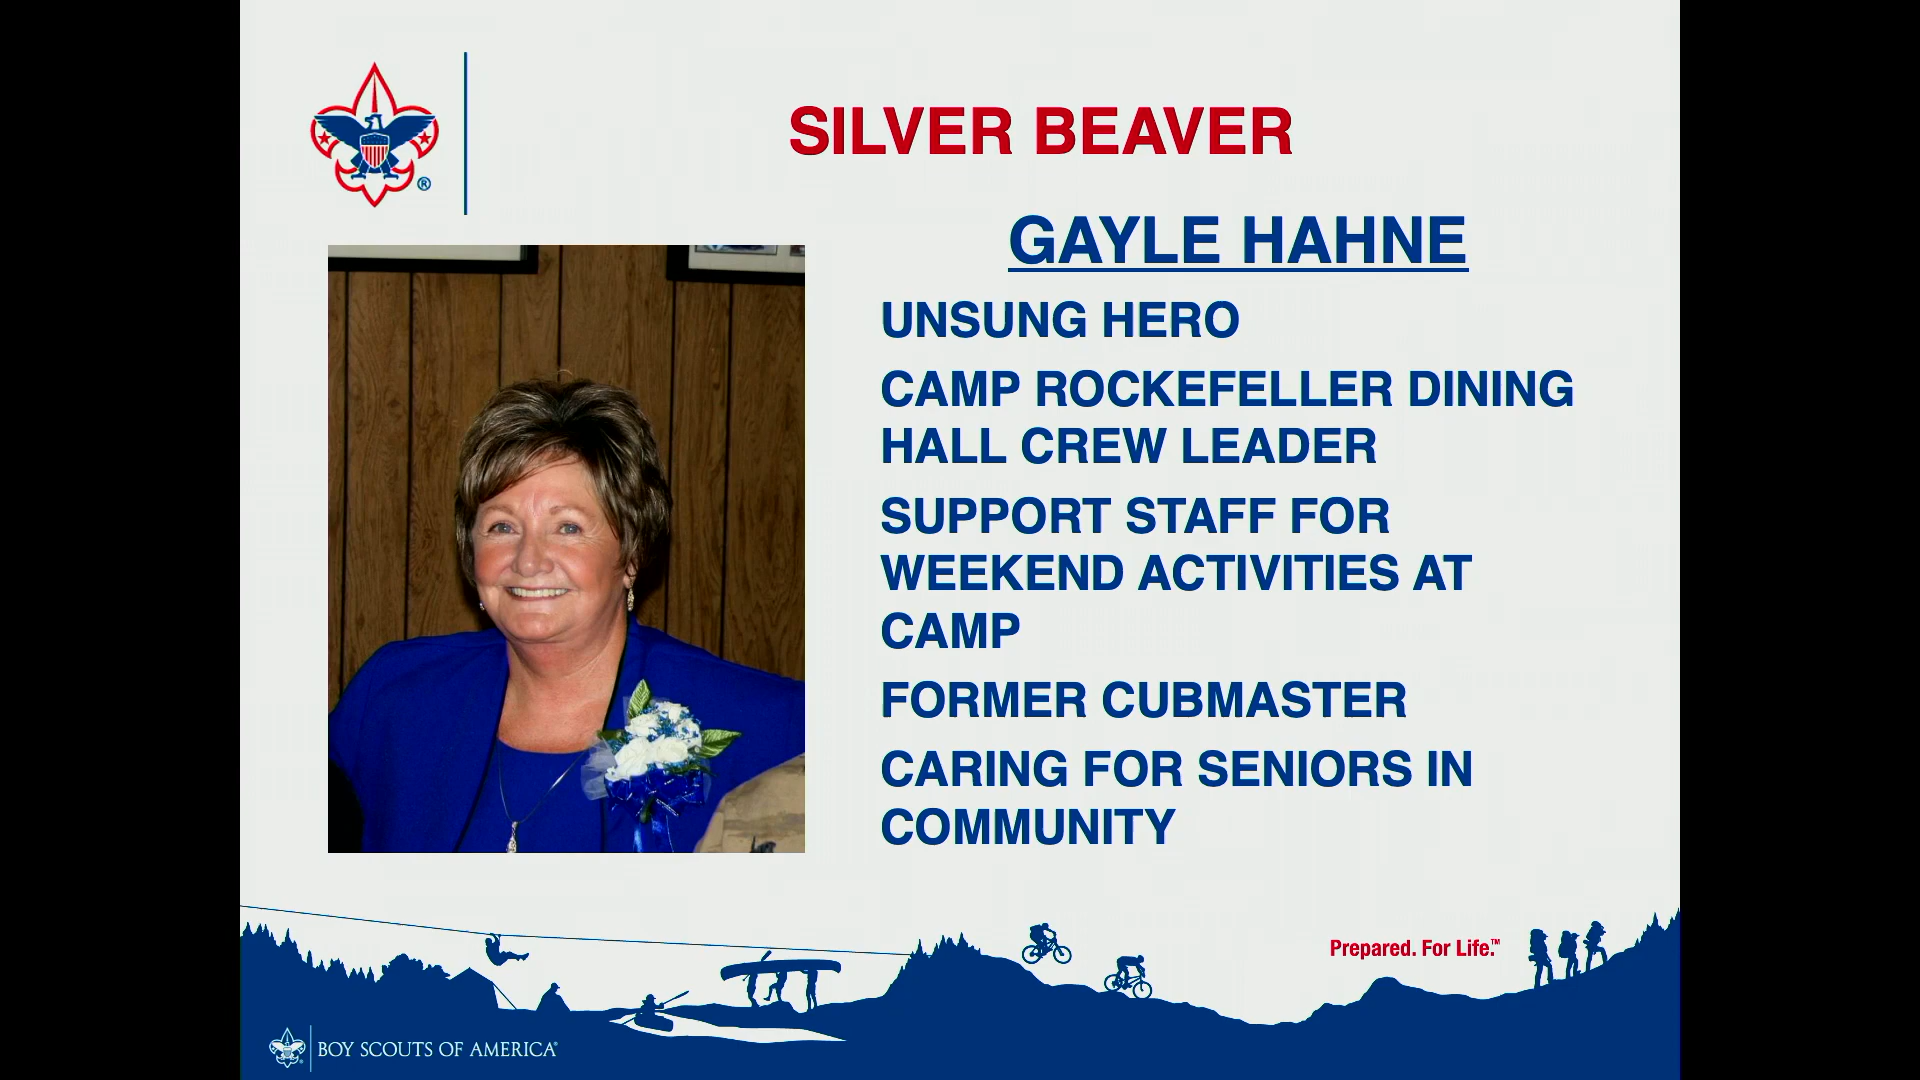 SILVER BEAVER
GAYLE HAHNE
UNSUNG HERO
CAMP ROCKEFELLER DINING
HALL CREW LEADER
SUPPORT STAFF FOR
WEEKEND ACTIVITIES AT
CAMP
FORMER CUBMASTER
CARING FOR SENIORS IN
COMMUNITY
Prepared. For Life.™
BOY SCOUTS OF AMERICA®
®